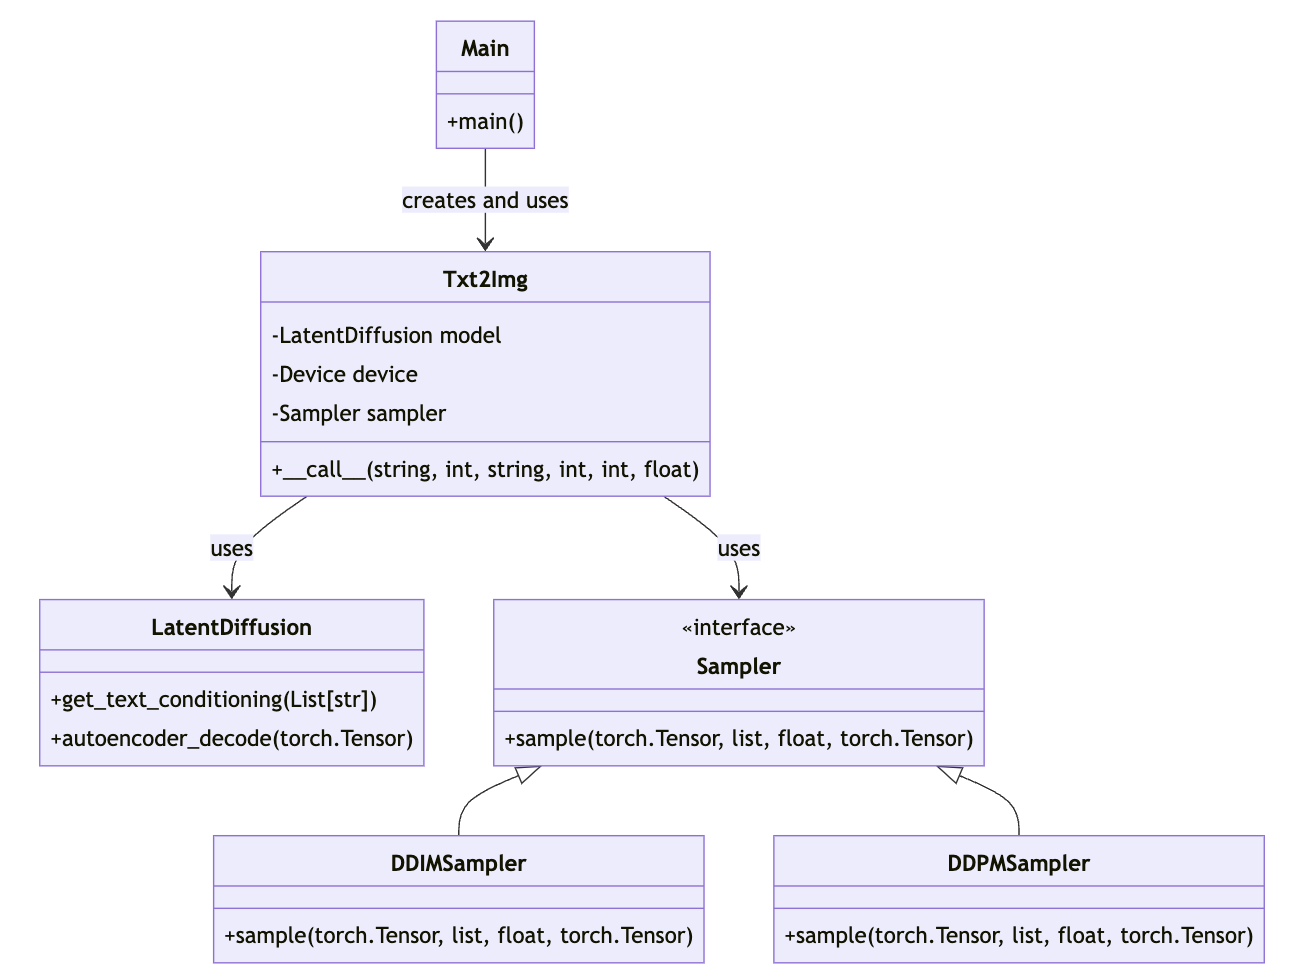 Main
+main()
creates and uses
Txt2Img
-LatentDiffusion model
-Device device
-Sampler sampler
+__call__(string, int, string, int, int, float)
uses
uses
LatentDiffusion
+get_text_conditioning(List[str])
+autoencoder_decode(torch.Tensor)
«interface»
Sampler
+sample(torch.Tensor, list, float, torch.Tensor)
DDIMSampler
+sample(torch.Tensor, list, float, torch.Tensor)
DDPMSampler
+sample(torch.Tensor, list, float, torch.Tensor)